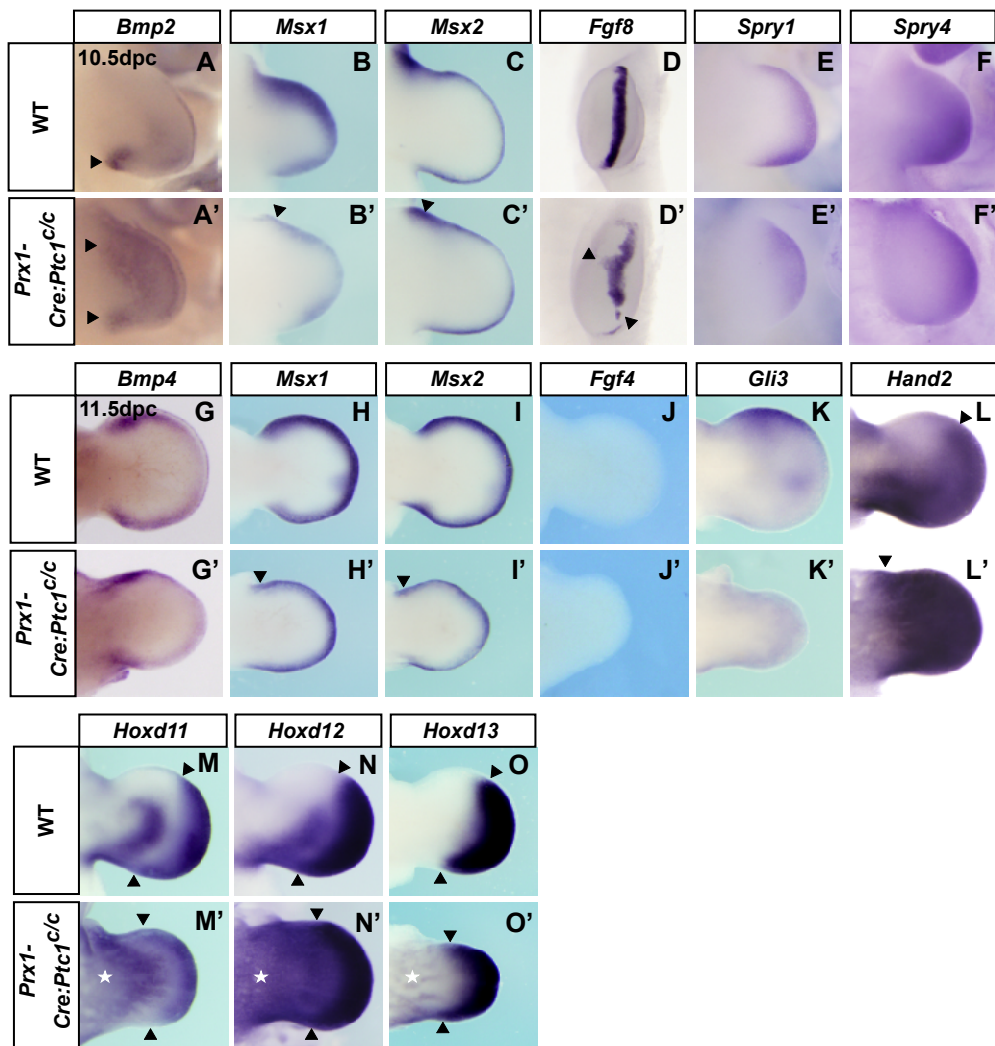 Bmp2 Msx1 Msx2 Fgf8 Spry1 Spry4
WT
10.5dpc A B C D E F
Prx1-
Cre:Ptc1c/c
A’ B’ C’ D’ E’ F’
Bmp4 Msx1 Msx2 Fgf4 Gli3 Hand2
WT
11.5dpc G H I J K L
Prx1-
Cre:Ptc1c/c
G’ H’ I’ J’ K’ L’
Hoxd11 Hoxd12 Hoxd13
WT
M N O
Prx1-
Cre:Ptc1c/c
M’ N’ O’